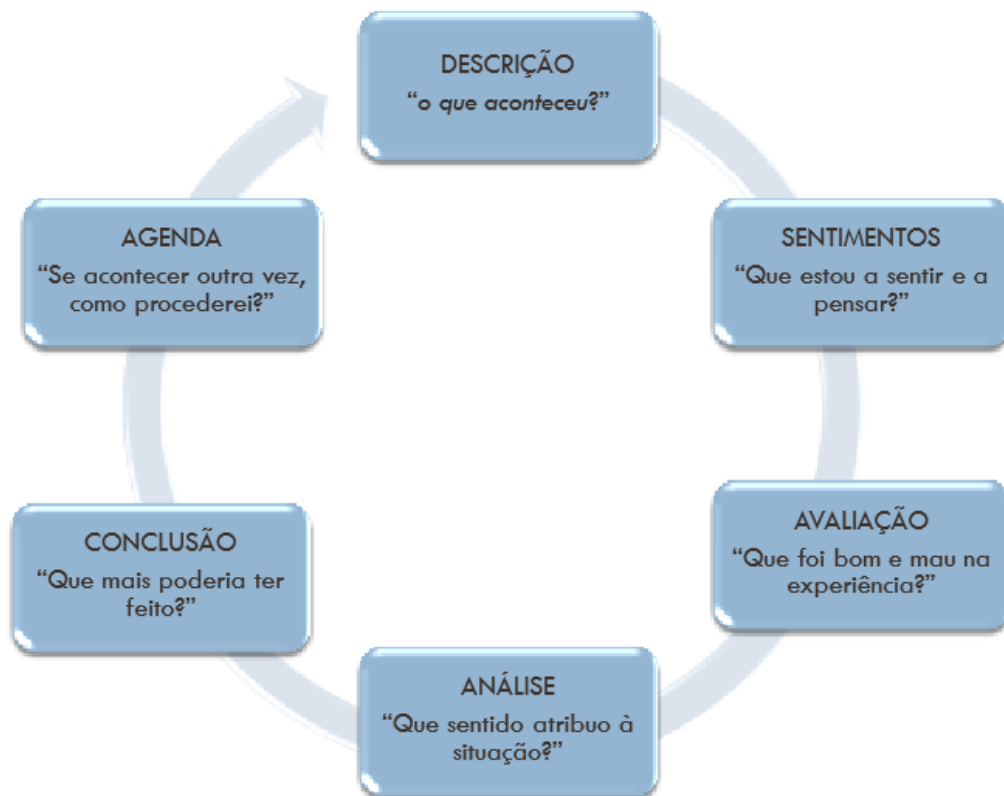 DESCRIÇÃO
“o que aconteceu?”
SENTIMENTOS
“Que estou a sentir e a
pensar?”
AVALIAÇÃO
“Que foi bom e mau na
experiência?”
ANÁLISE
“Que sentido atribuo à
situação?”
CONCLUSÃO
“Que mais poderia ter
feito?”
AGENDA
“Se acontecer outra vez,
como procederei?”